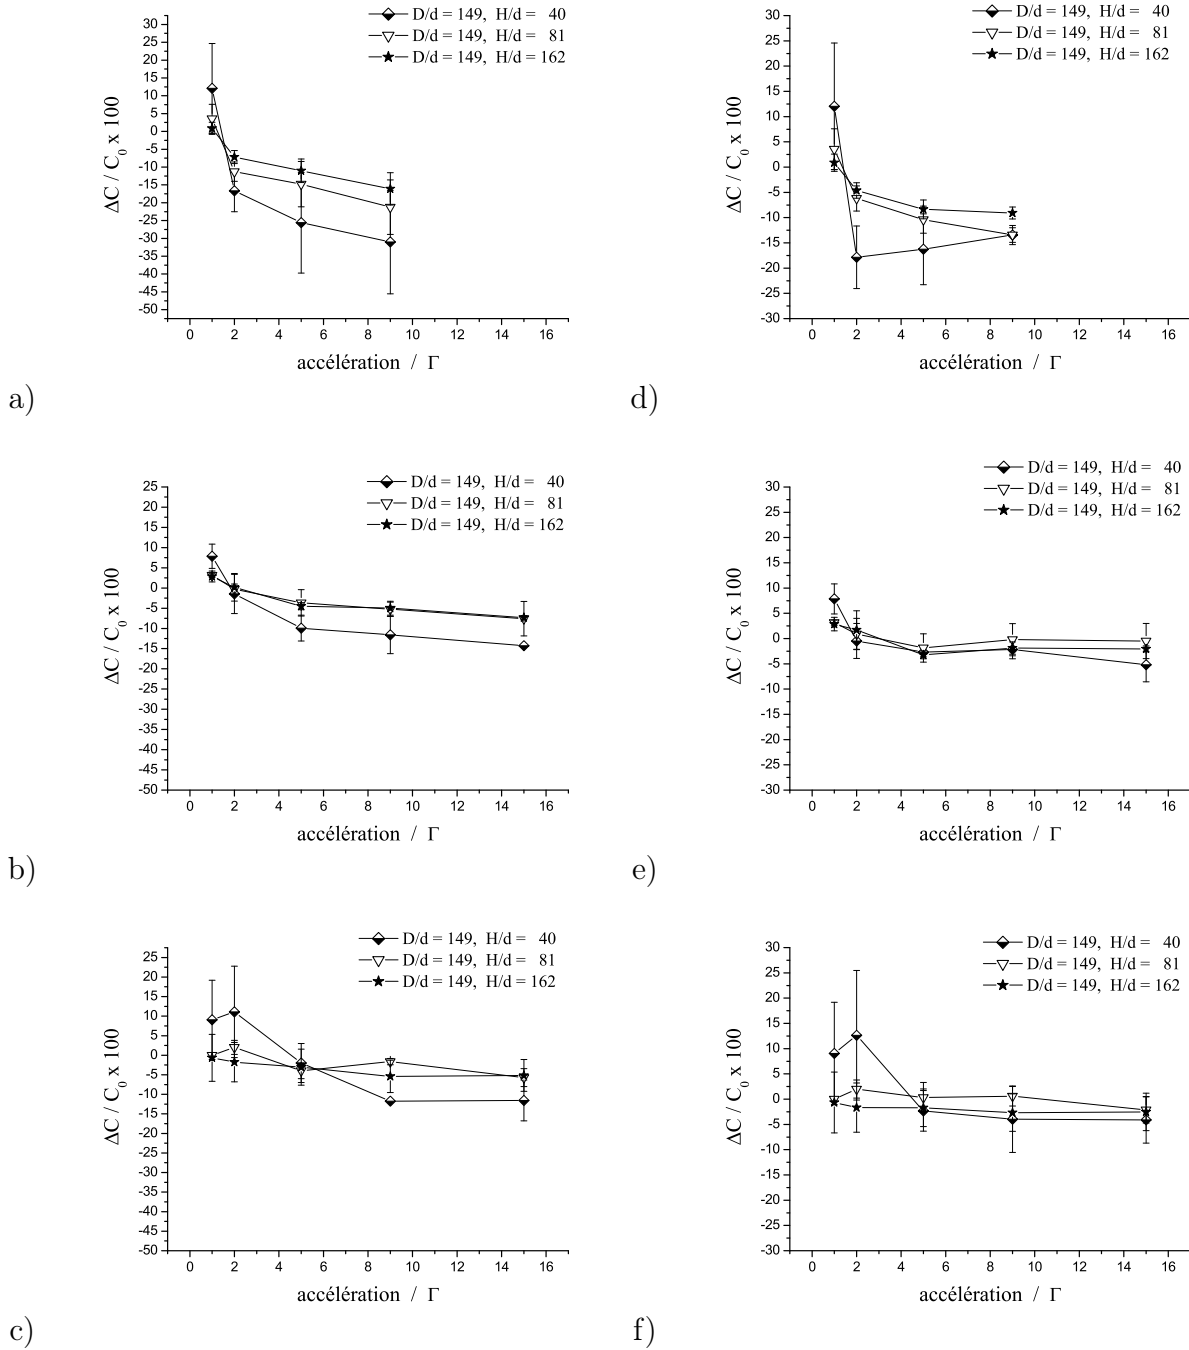 D/d = 149, H/d = 40
D/d = 149, H/d = 81
D/d = 149, H/d = 162
30
25
20
15
10
5
0
-5
-10
-15
-20
-25
-30
-35
-40
-45
-50
ΔC / C0 x 100
0 2 4 6 8 10 12 14 16
accélération / Γ
a)
D/d = 149, H/d = 40
D/d = 149, H/d = 81
D/d = 149, H/d = 162
30
25
20
15
10
5
0
-5
-10
-15
-20
-25
-30
ΔC / C0 x 100
0 2 4 6 8 10 12 14 16
accélération / Γ
d)
D/d = 149, H/d = 40
D/d = 149, H/d = 81
D/d = 149, H/d = 162
25
20
15
10
5
0
-5
-10
-15
-20
-25
-30
-35
-40
-45
-50
ΔC / C0 x 100
0 2 4 6 8 10 12 14 16
accélération / Γ
b)
D/d = 149, H/d = 40
D/d = 149, H/d = 81
D/d = 149, H/d = 162
30
25
20
15
10
5
0
-5
-10
-15
-20
-25
-30
ΔC / C0 x 100
0 2 4 6 8 10 12 14 16
accélération / Γ
e)
D/d = 149, H/d = 40
D/d = 149, H/d = 81
D/d = 149, H/d = 162
25
20
15
10
5
0
-5
-10
-15
-20
-25
-30
-35
-40
-45
-50
ΔC / C0 x 100
0 2 4 6 8 10 12 14 16
accélération / Γ
c)
D/d = 149, H/d = 40
D/d = 149, H/d = 81
D/d = 149, H/d = 162
30
25
20
15
10
5
0
-5
-10
-15
-20
-25
-30
ΔC / C0 x 100
0 2 4 6 8 10 12 14 16
accélération / Γ
f)